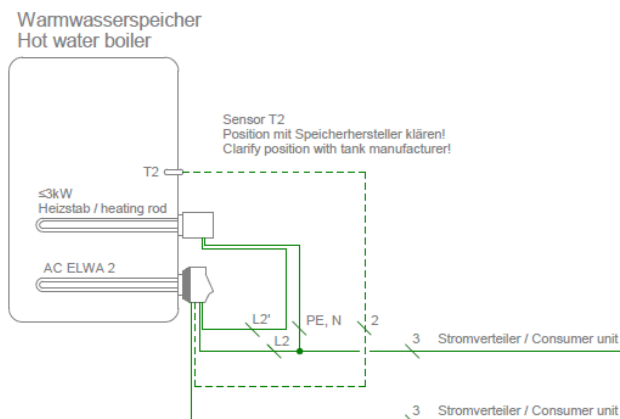 Warmwasserspeicher
Hot water boiler
Sensor T2
Position mit Speicherhersteller klären!
Clarify position with tank manufacturer!
T2
≤3kW
Heizstab / heating rod
AC ELWA 2
L2'
PE, N
2
L2
3
Stromverteiler / Consumer unit
3
Stromverteiler / Consumer unit